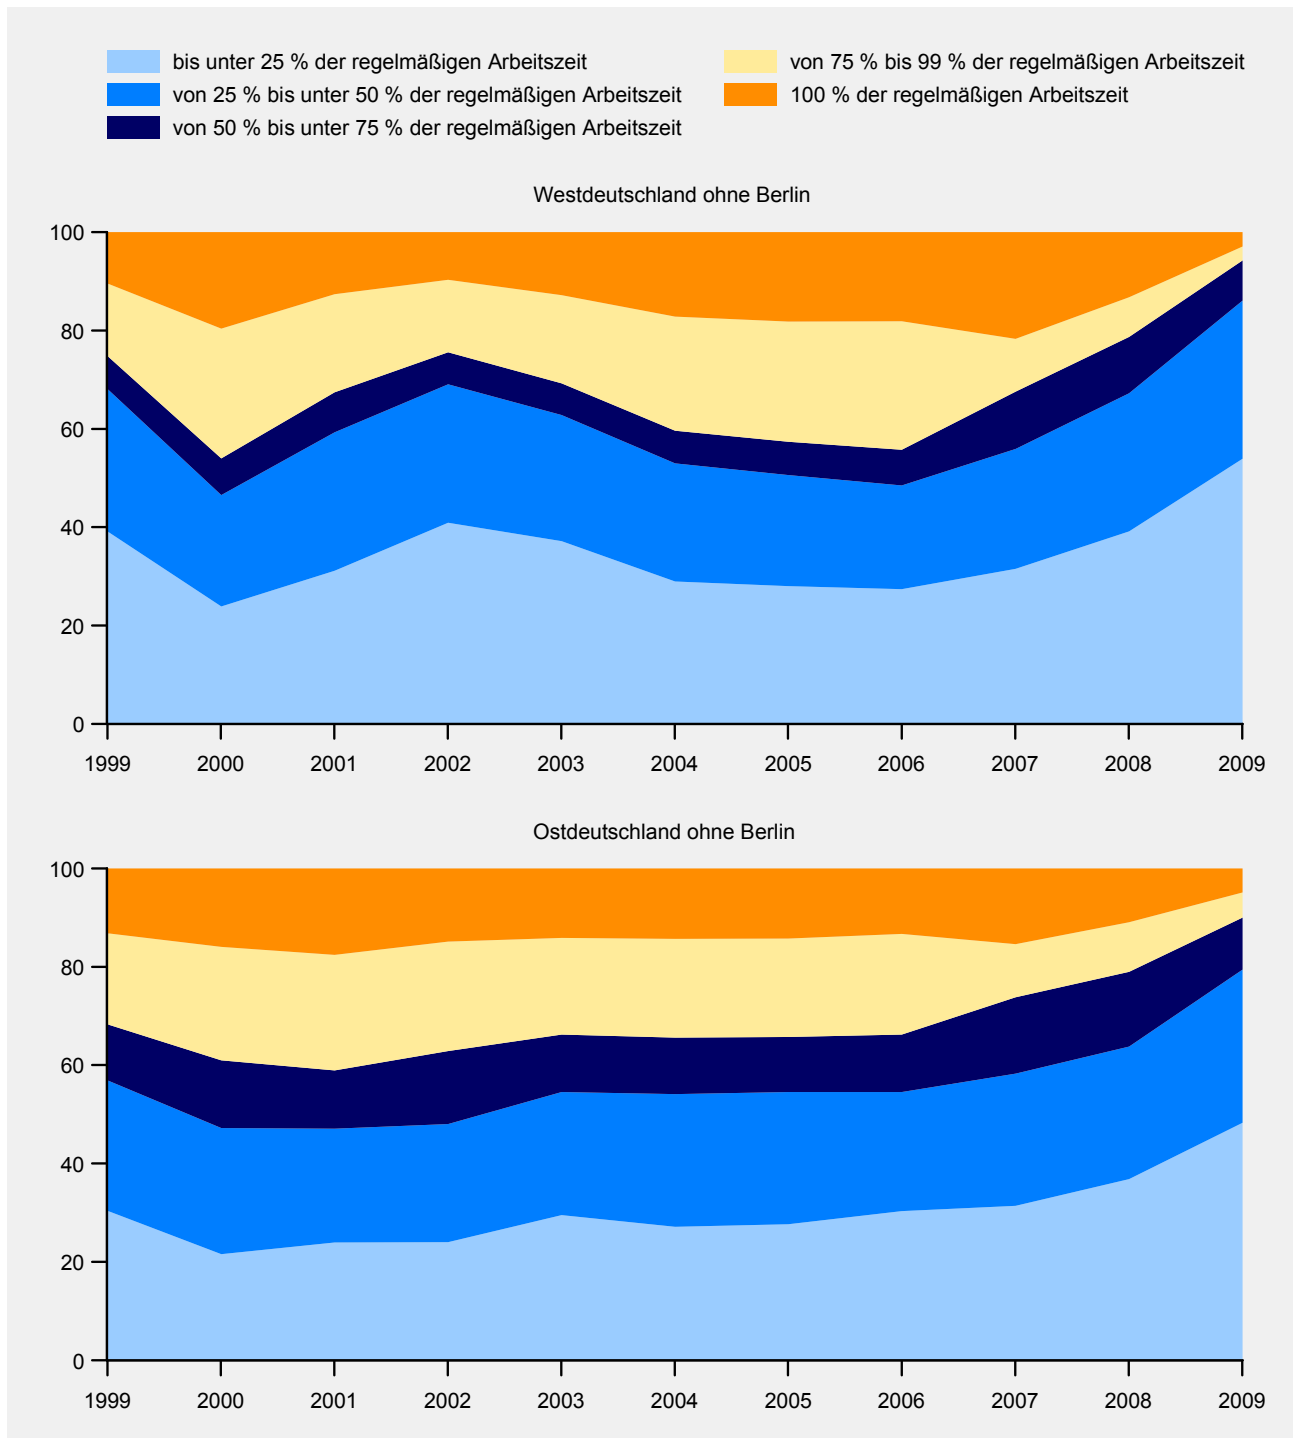 bis unter 25 % der regelmäßigen Arbeitszeit
von 25 % bis unter 50 % der regelmäßigen Arbeitszeit
von 50 % bis unter 75 % der regelmäßigen Arbeitszeit
von 75 % bis 99 % der regelmäßigen Arbeitszeit
100 % der regelmäßigen Arbeitszeit
Westdeutschland ohne Berlin
100
80
60
40
20
0
1999 2000 2001 2002 2003 2004 2005 2006 2007 2008 2009
Ostdeutschland ohne Berlin
100
80
60
40
20
0
1999 2000 2001 2002 2003 2004 2005 2006 2007 2008 2009